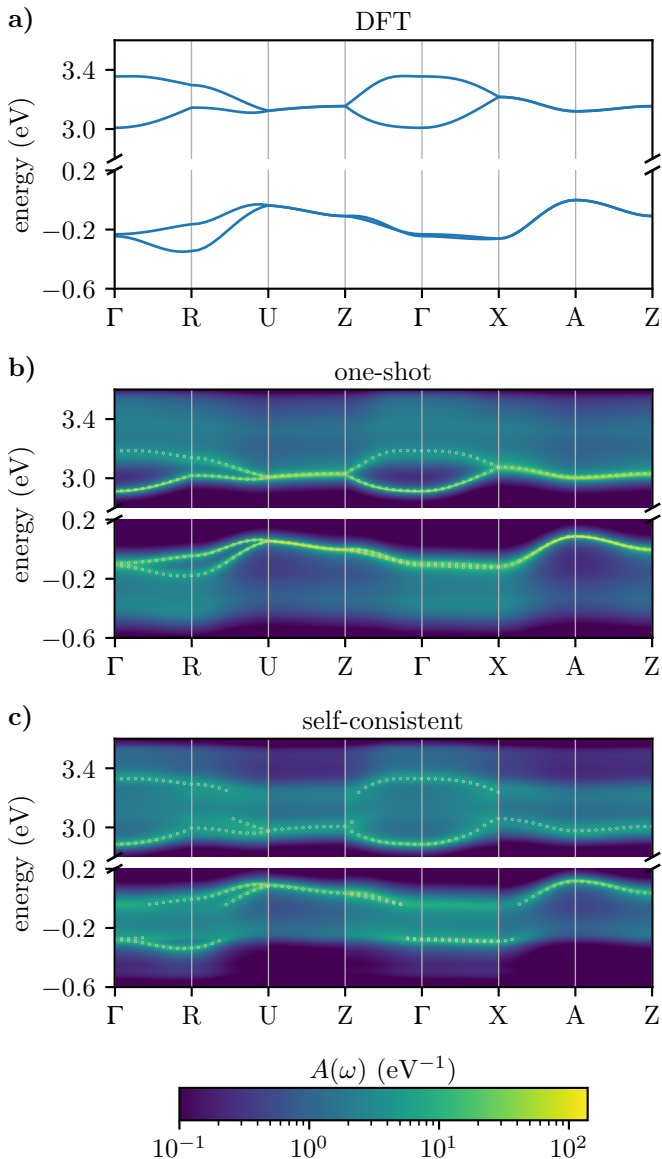 a)
DFT
energy (eV)
3.4
3.0
0.2
−0.2
−0.6
Γ R U Z Γ X A Z
b)
one-shot
energy (eV)
3.4
3.0
0.2
−0.2
−0.6
Γ R U Z Γ X A Z
c)
self-consistent
energy (eV)
3.4
3.0
0.2
−0.2
−0.6
Γ R U Z Γ X A Z
A(ω) (eV⁻¹)
10⁻¹ 10⁰ 10¹ 10²